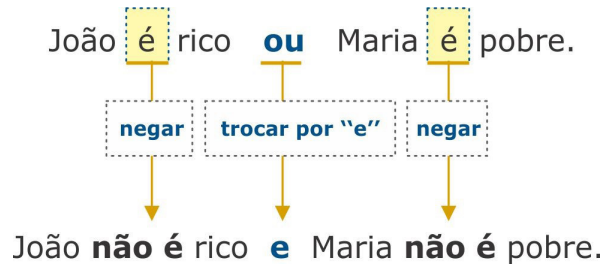 João é rico ou Maria é pobre.
negar trocar por “e” negar
João não é rico e Maria não é pobre.